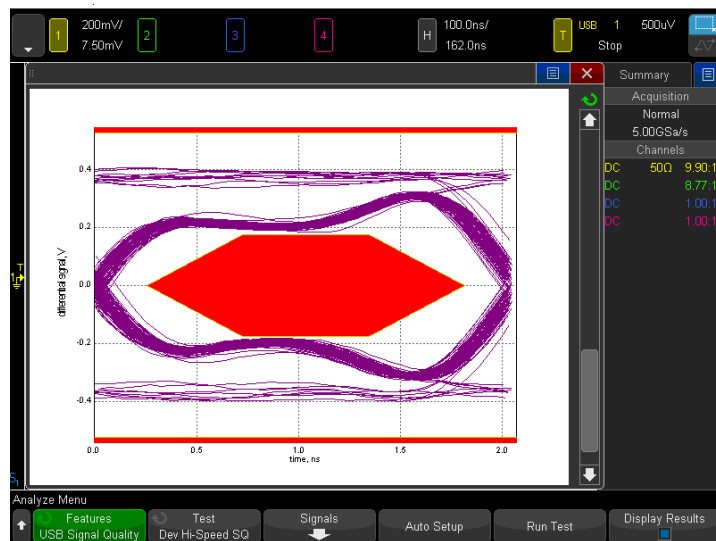 1
200mV/
7.50mV/
2
3
4
H
100.0ns/
162.0ns
T
USB 1 500uV
Stop
Summary
Acquisition
Normal
5.00GSa/s
Channels
DC 50Ω 9.90:1
DC 8.77:1
DC 1.00:1
DC 1.00:1
0.4
0.2
0.0
-0.2
-0.4
differential signal, V
0.0 0.5 1.0 1.5 2.0
time, ns
T
1
S1
Analyze Menu
Features
USB Signal Quality
Test
Dev Hi-Speed SQ
Signals
Auto Setup
Run Test
Display Results